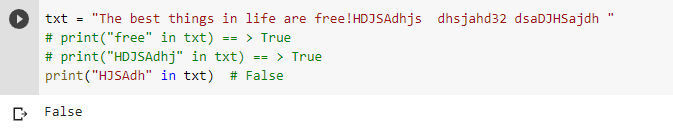 txt = "The best things in life are free!HDJSAdhjs  dhsjahd32 dsaDJHSajdh "
# print("free" in txt) == > True
# print("HDJSAdhj" in txt) == > True
print("HJSAdh" in txt)  # False
False